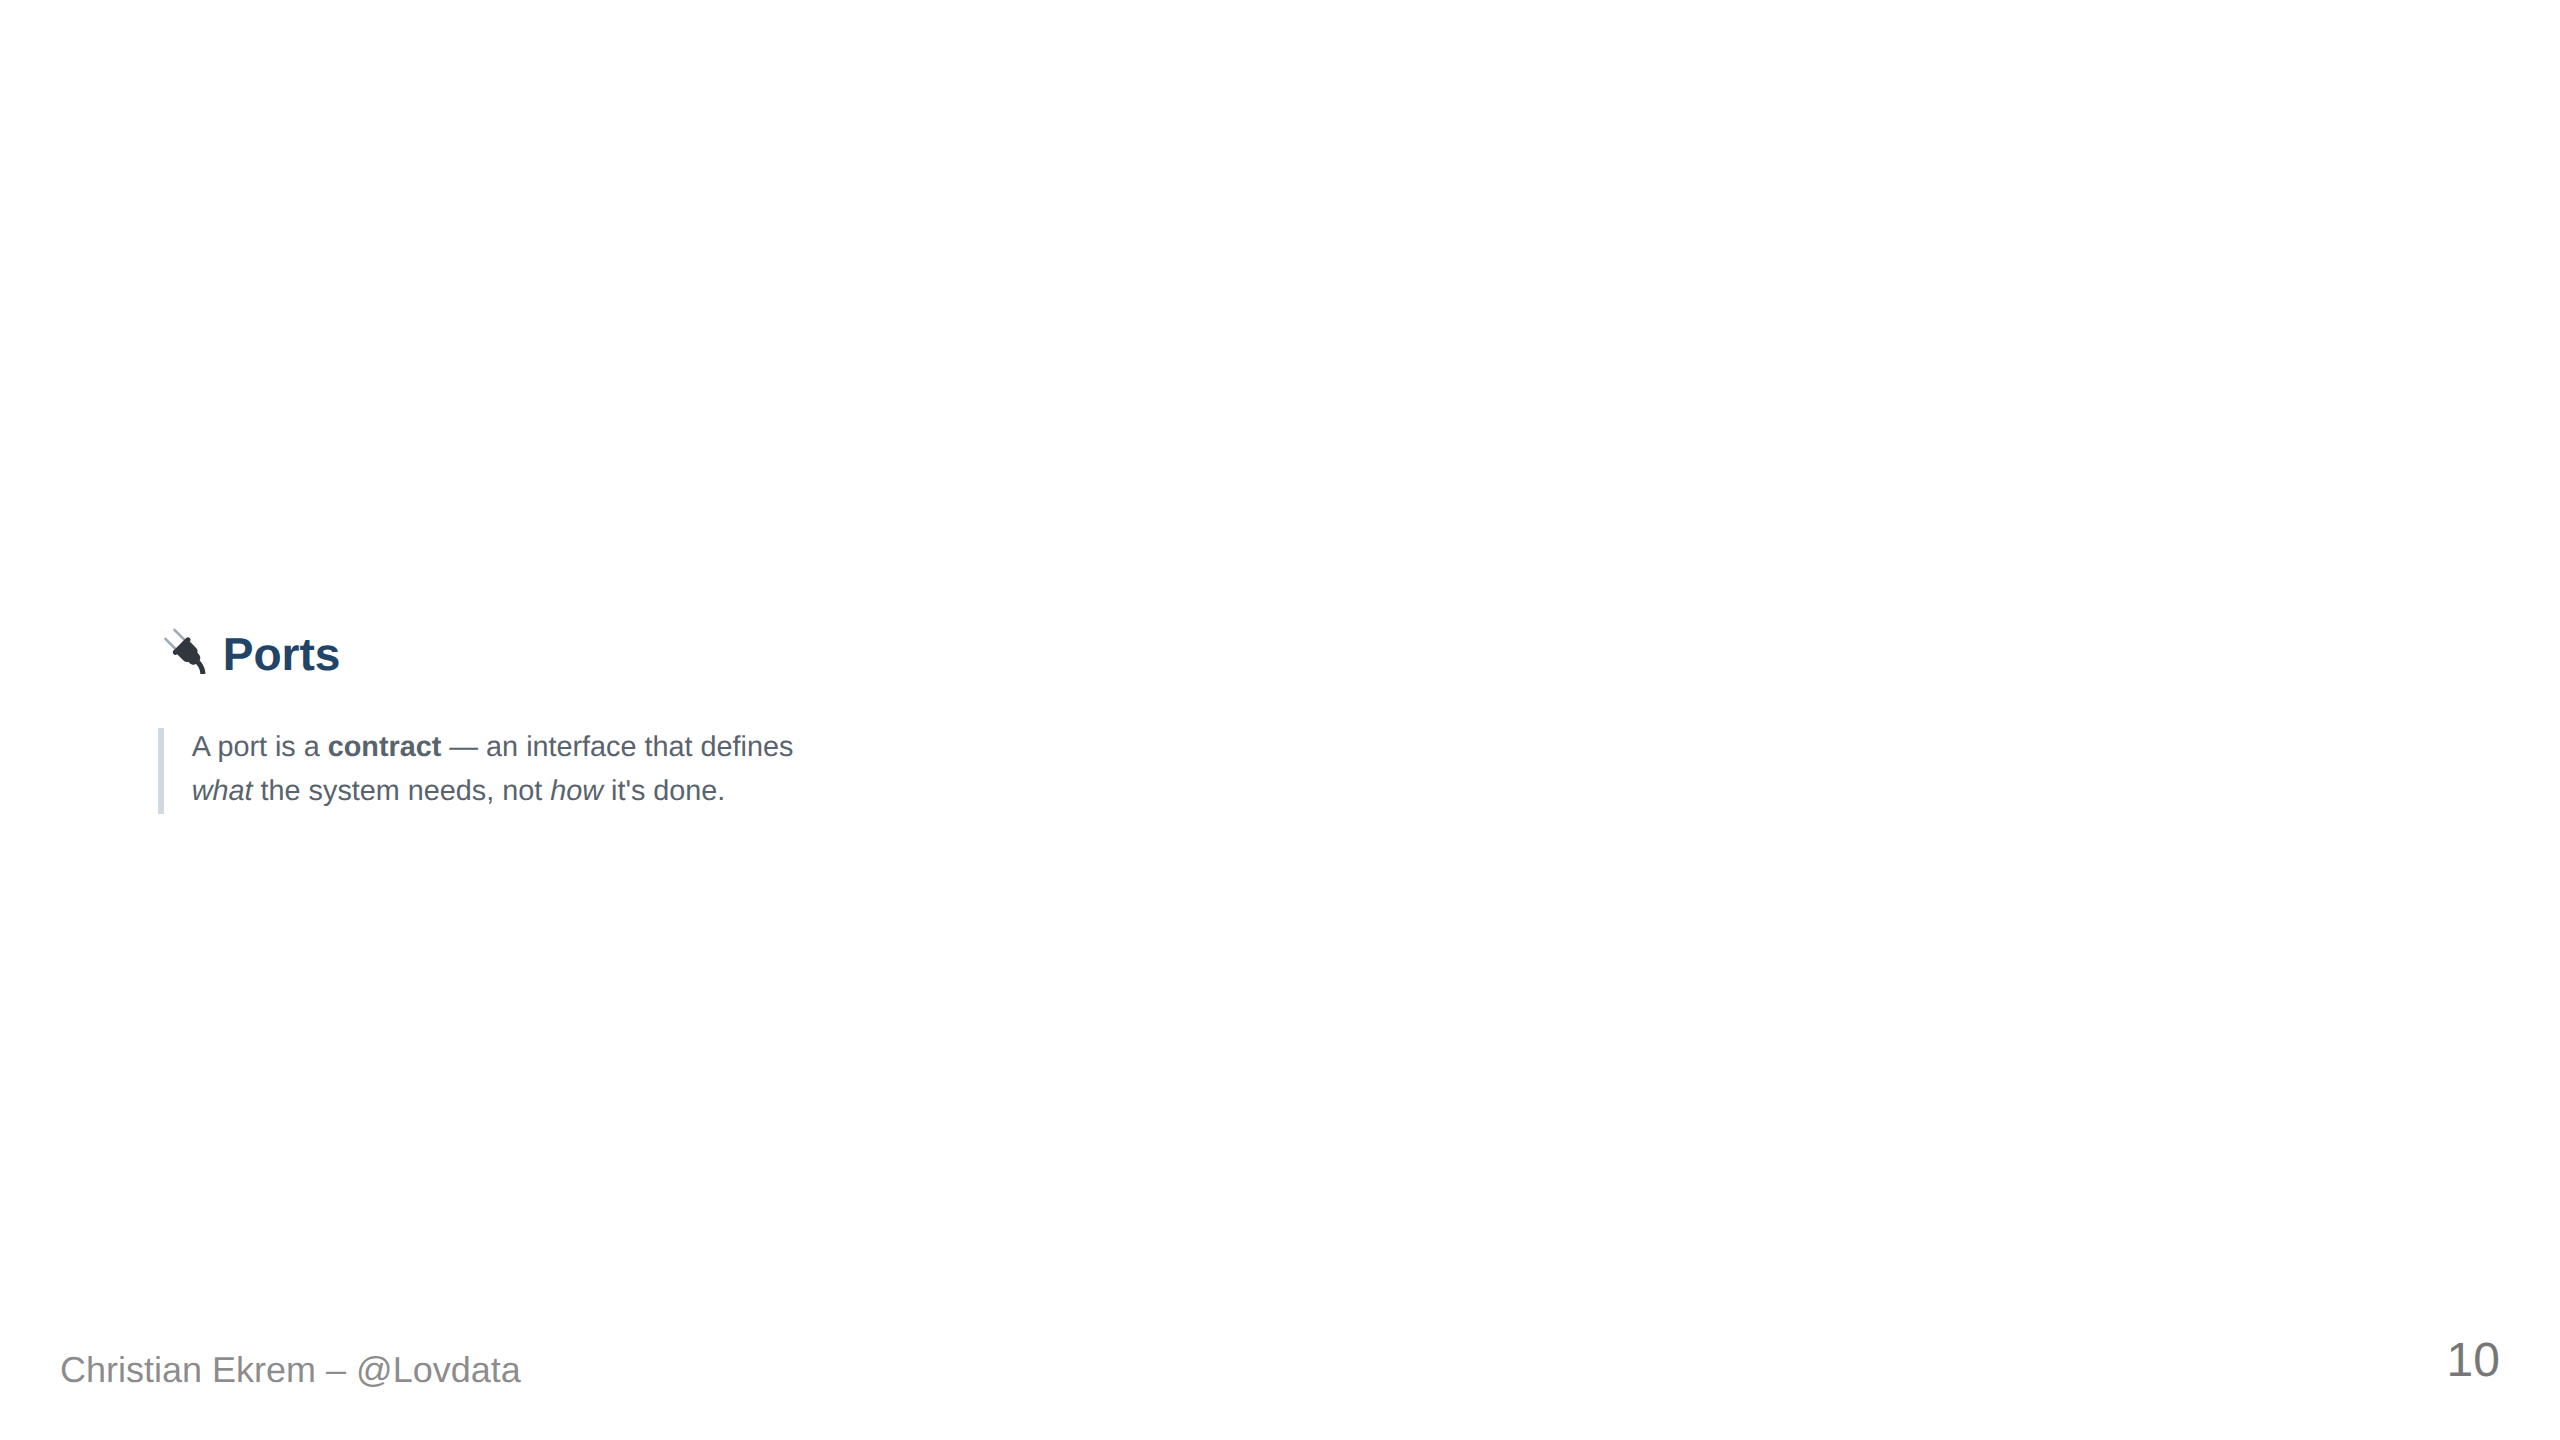 🔌 Ports
A port is a contract — an interface that defines
what the system needs, not how it's done.
Christian Ekrem – @Lovdata
10